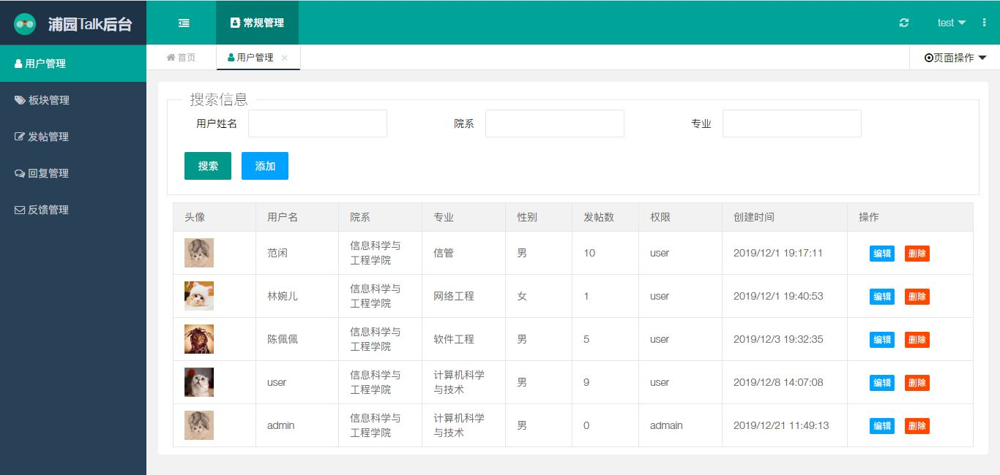 浦园Talk后台
常规管理
test
用户管理
板块管理
发帖管理
回复管理
反馈管理
首页
用户管理
页面操作
搜索信息
用户姓名
院系
专业
搜索
添加
头像 用户名 院系 专业 性别 发帖数 权限 创建时间 操作
范闲 信息科学与工程学院 信管 男 10 user 2019/12/1 19:17:11 编辑 删除
林婉儿 信息科学与工程学院 网络工程 女 1 user 2019/12/1 19:40:53 编辑 删除
陈佩佩 信息科学与工程学院 软件工程 男 5 user 2019/12/3 19:32:35 编辑 删除
user 信息科学与工程学院 计算机科学与技术 男 9 user 2019/12/8 14:07:08 编辑 删除
admin 信息科学与工程学院 计算机科学与技术 男 0 admain 2019/12/21 11:49:13 编辑 删除